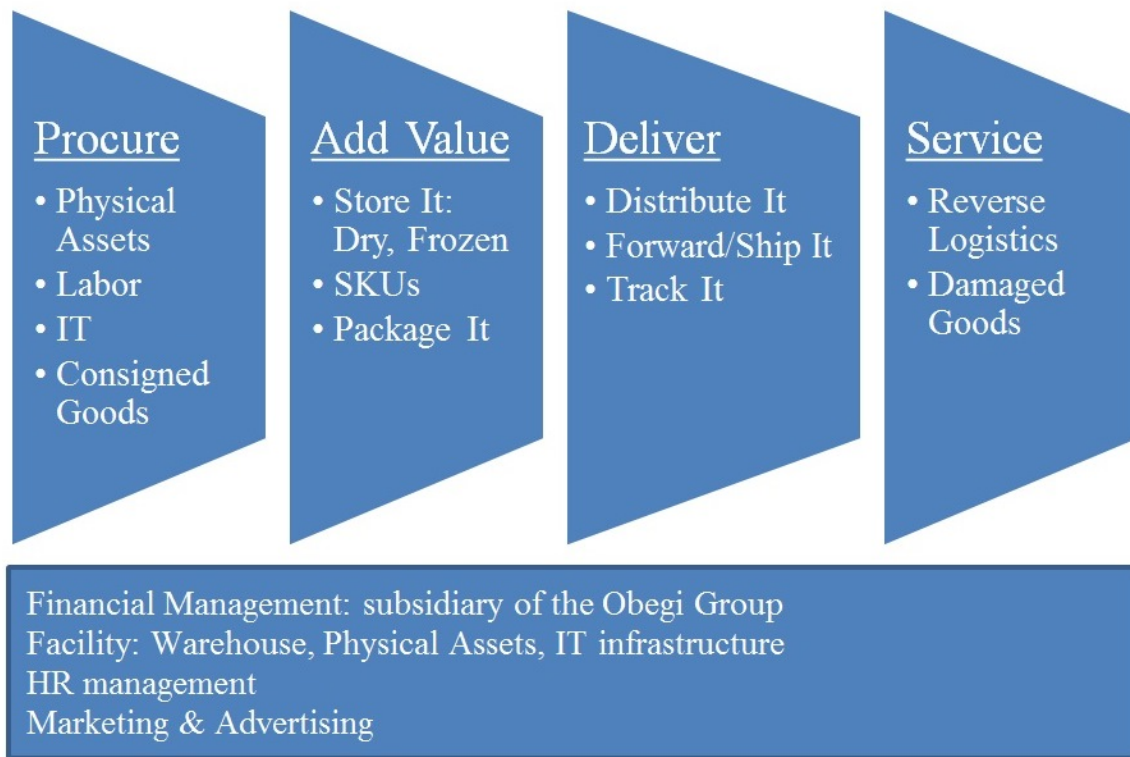 Procure
• Physical
Assets
• Labor
• IT
• Consigned
Goods
Add Value
• Store It:
Dry, Frozen
• SKUs
• Package It
Deliver
• Distribute It
• Forward/Ship It
• Track It
Service
• Reverse
Logistics
• Damaged
Goods
Financial Management: subsidiary of the Obegi Group
Facility: Warehouse, Physical Assets, IT infrastructure
HR management
Marketing & Advertising